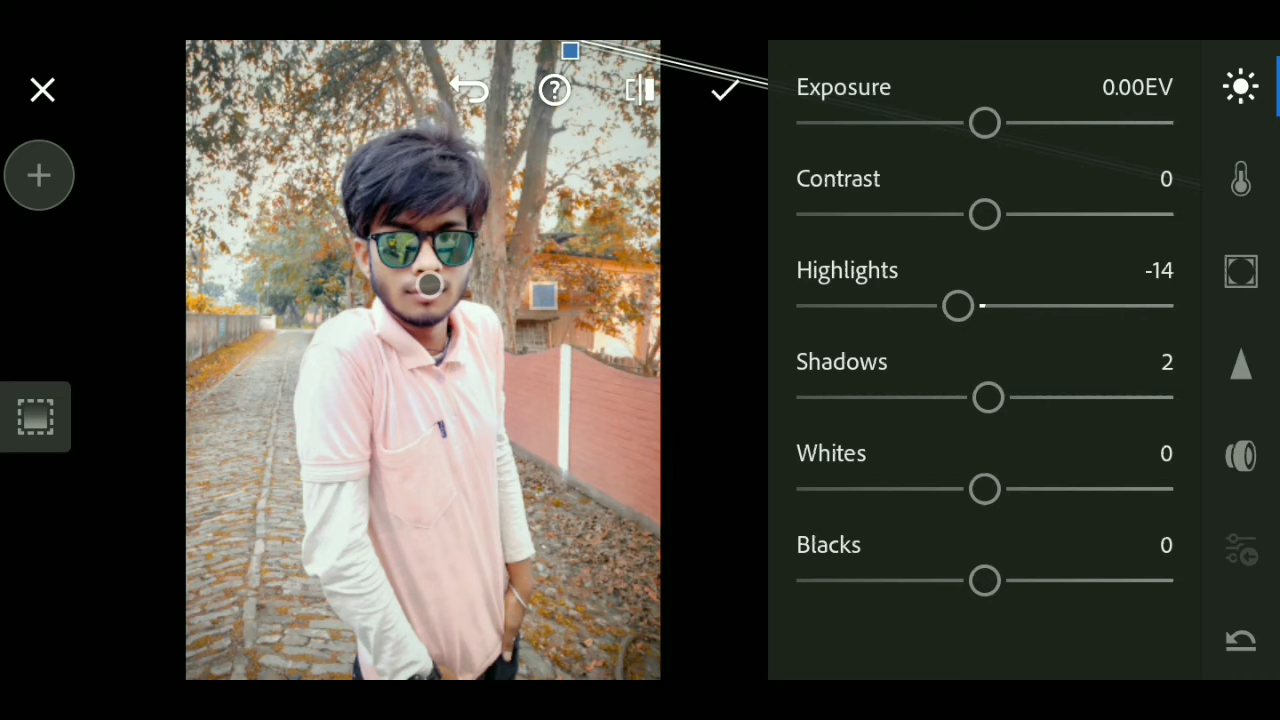 Exposure 0.00EV
Contrast 0
Highlights -14
Shadows 2
Whites 0
Blacks 0